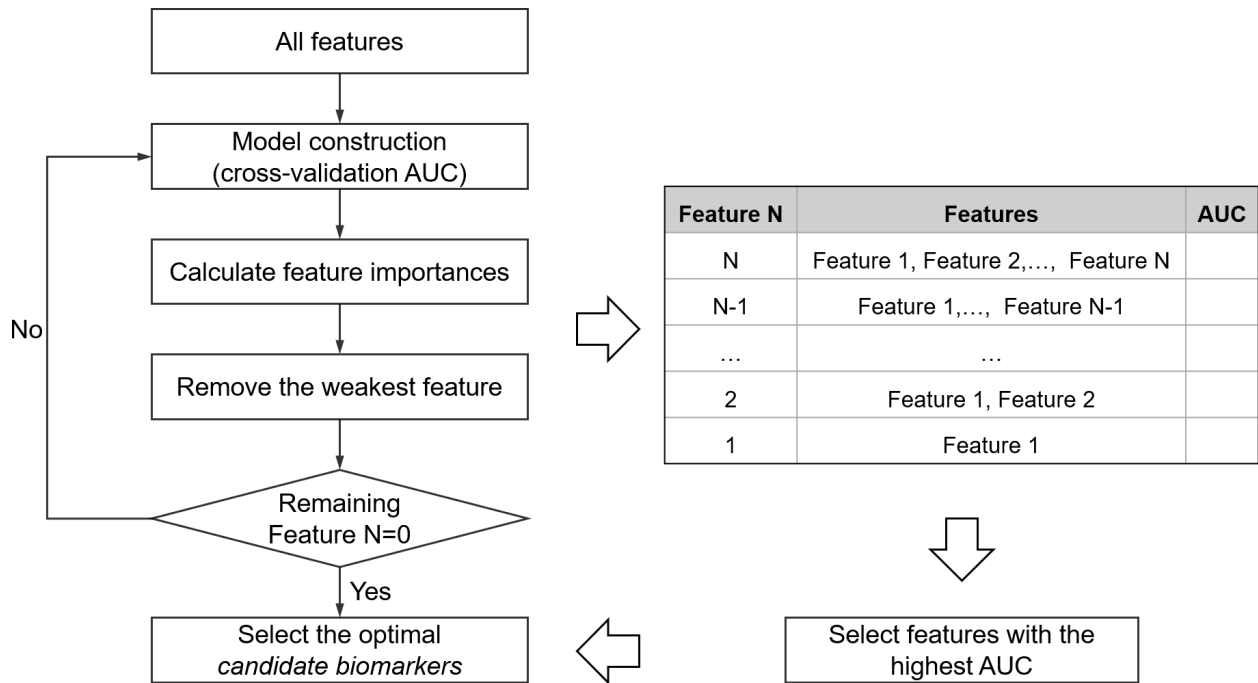 All features
Model construction
(cross-validation AUC)
Calculate feature importances
Remove the weakest feature
Remaining
Feature N=0
No
Yes
Select the optimal
candidate biomarkers
Feature N Features AUC
N Feature 1, Feature 2,…, Feature N
N-1 Feature 1,…, Feature N-1
… …
2 Feature 1, Feature 2
1 Feature 1
Select features with the
highest AUC